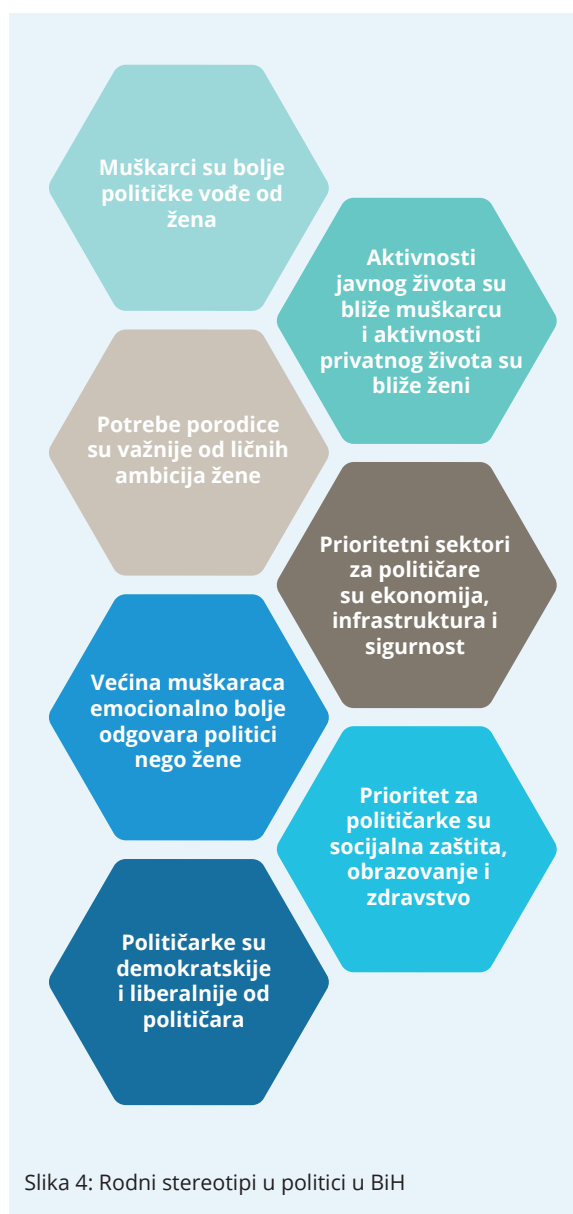 Muškarci su bolje
političke vođe od
žena
Aktivnosti
javnog života su
bliže muškarcu
i aktivnosti
privatnog života su
bliže ženi
Potrebe porodice
su važnije od ličnih
ambicija žene
Prioritetni sektori
za političare
su ekonomija,
infrastruktura i
sigurnost
Većina muškaraca
emocionalno bolje
odgovara politici
nego žene
Prioritet za
političarke su
socijalna zaštita,
obrazovanje i
zdravstvo
Političarke su
demokratskije
i liberalnije od
političara
Slika 4: Rodni stereotipi u politici u BiH